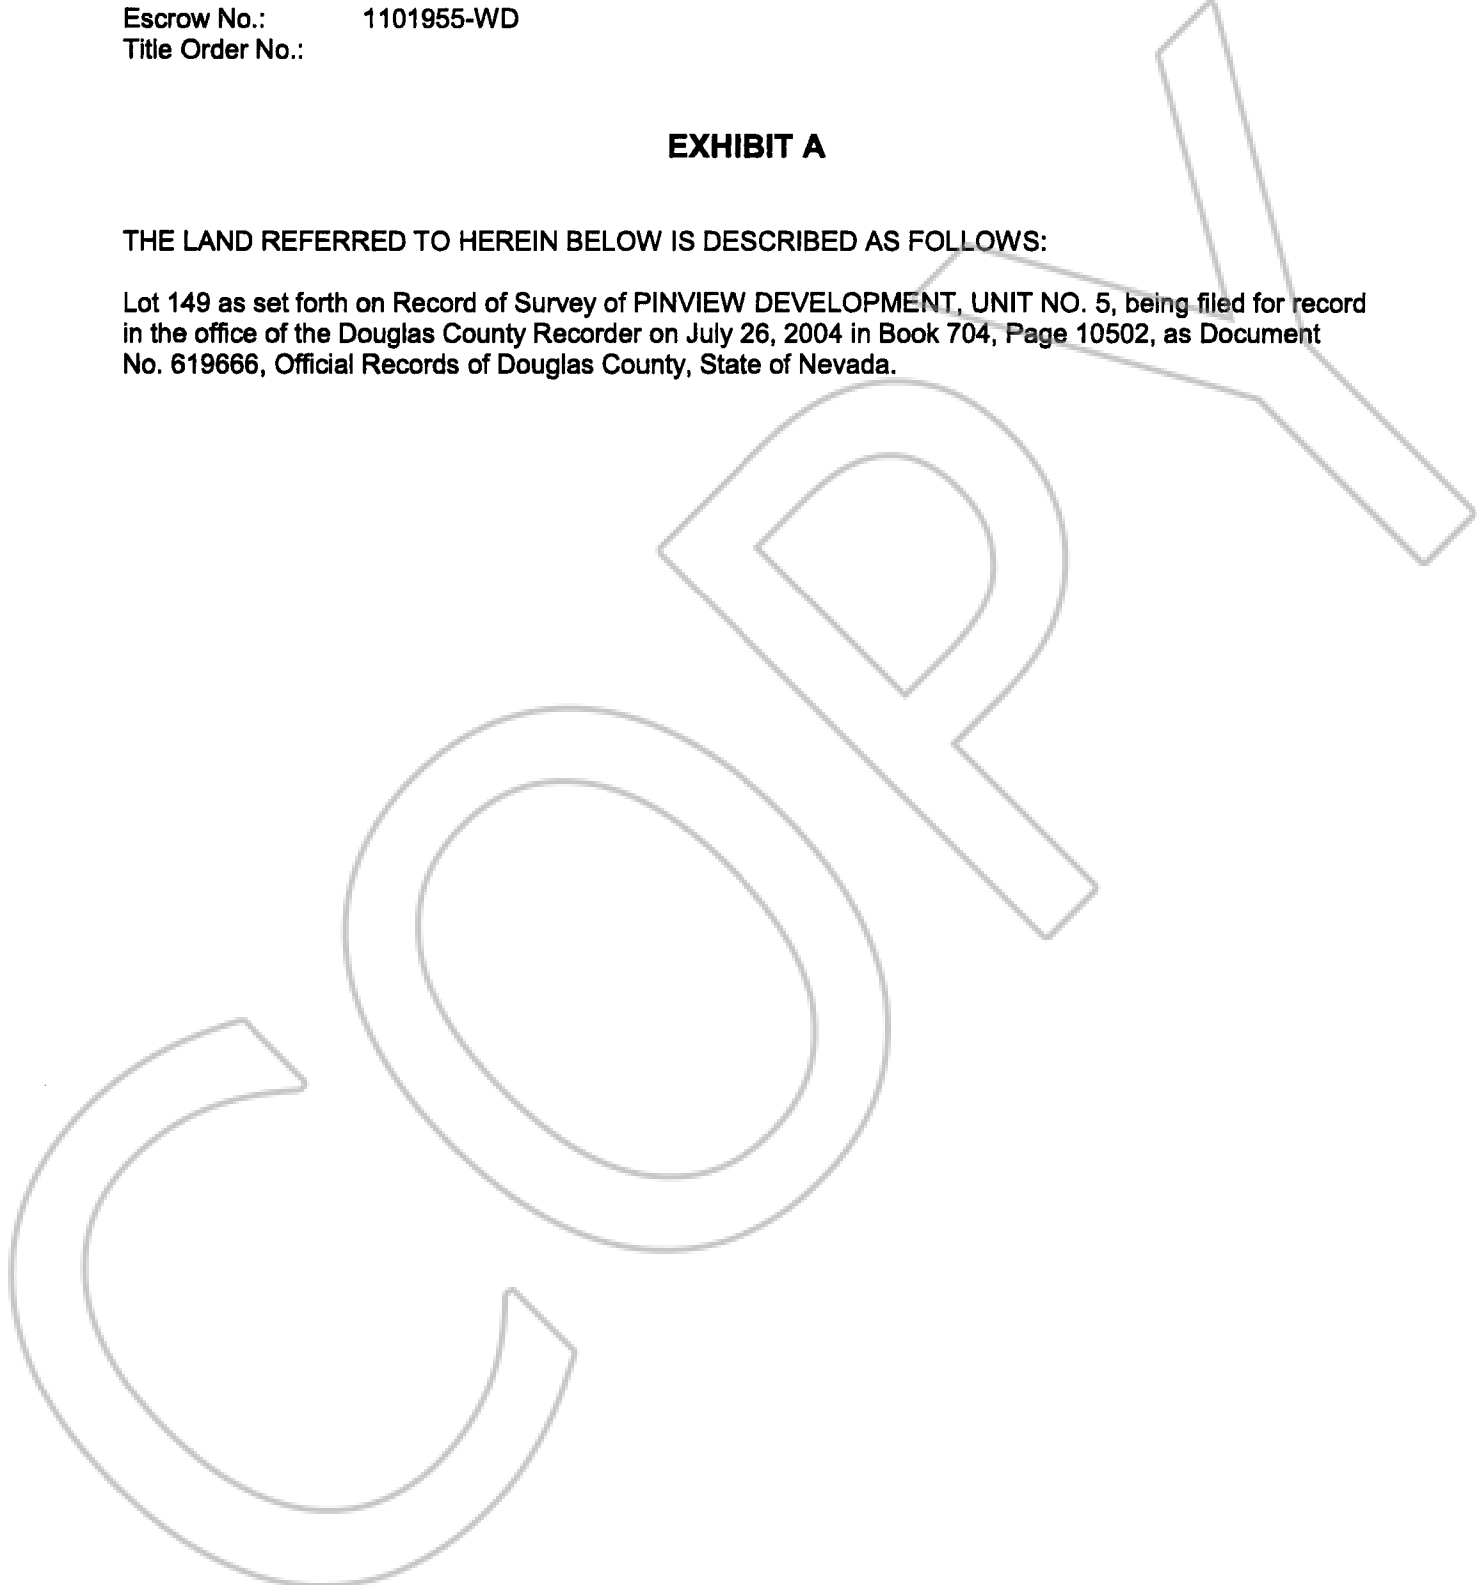 Escrow No.: 1101955-WD
Title Order No.:
EXHIBIT A
THE LAND REFERRED TO HEREIN BELOW IS DESCRIBED AS FOLLOWS:
Lot 149 as set forth on Record of Survey of PINVIEW DEVELOPMENT, UNIT NO. 5, being filed for record
in the office of the Douglas County Recorder on July 26, 2004 in Book 704, Page 10502, as Document
No. 619666, Official Records of Douglas County, State of Nevada.
COPY